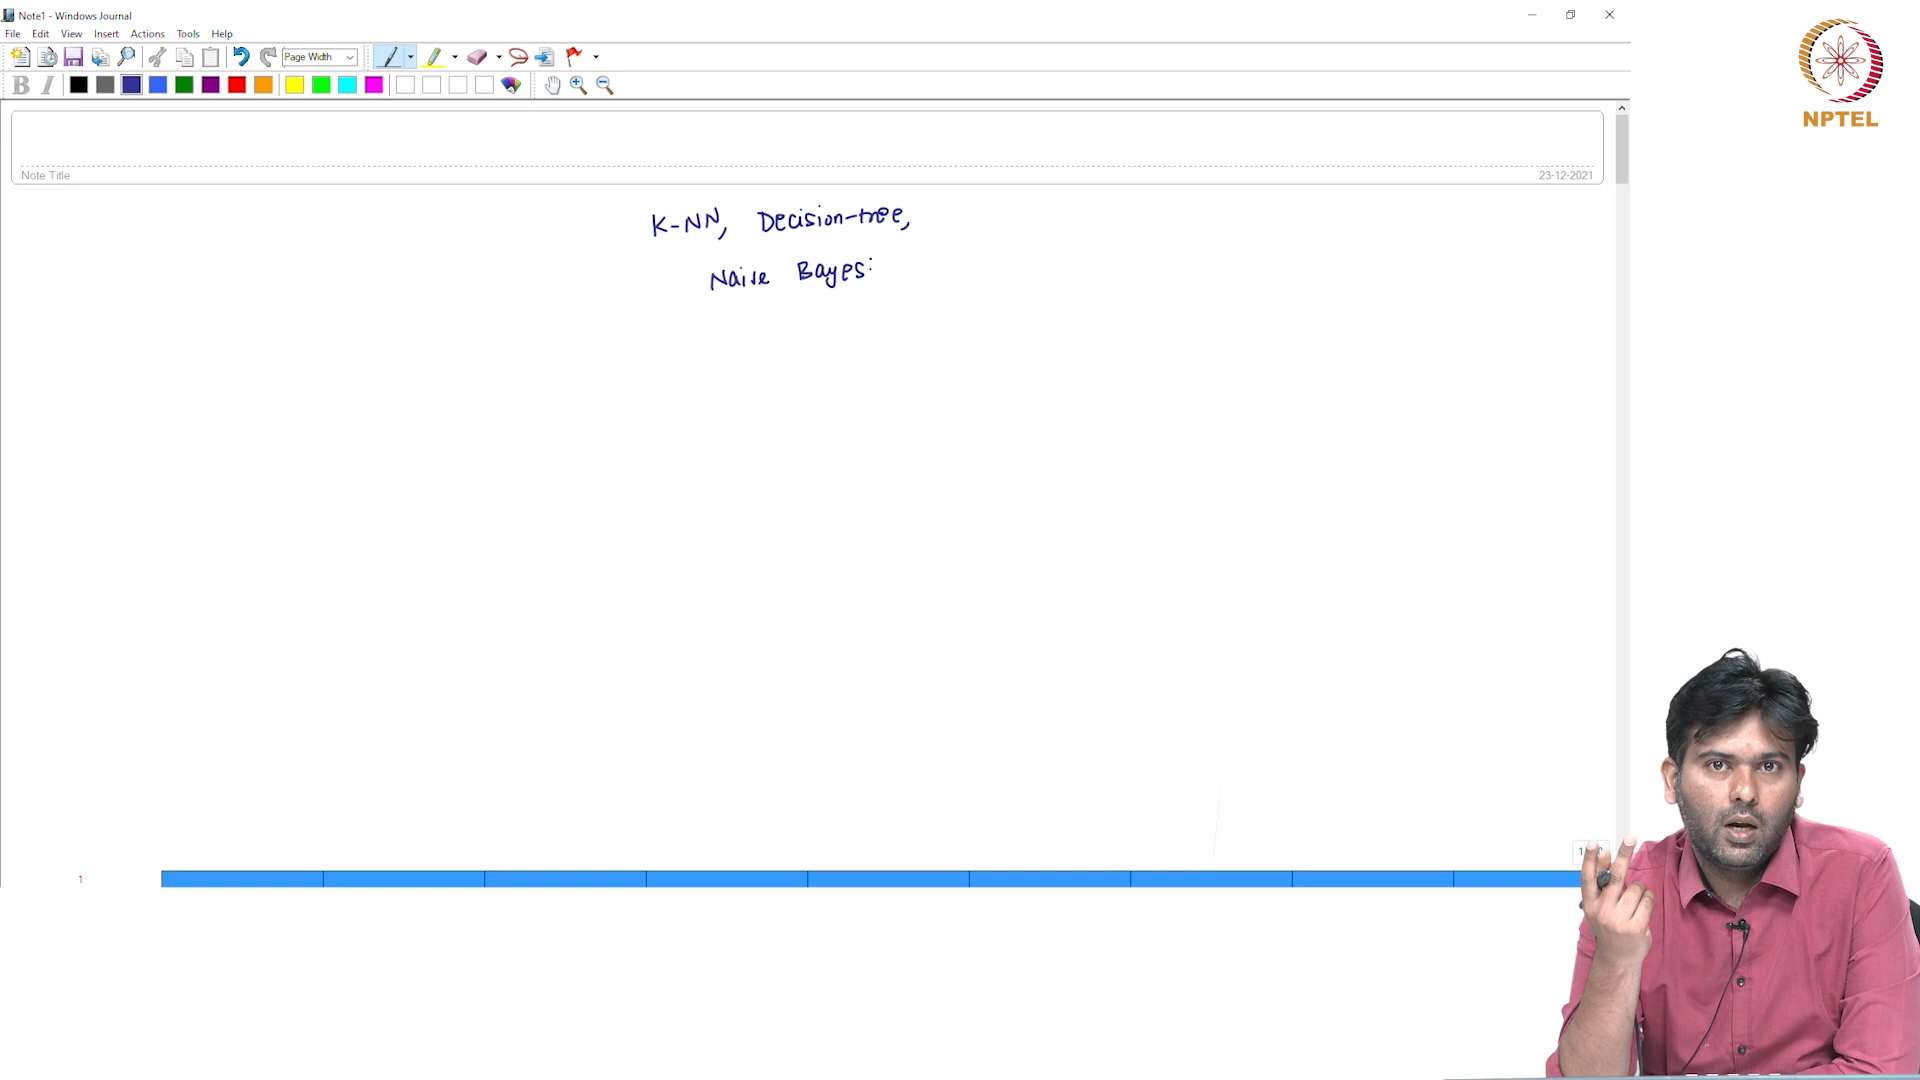 Note1 - Windows Journal
File Edit View Insert Actions Tools Help
Page Width
B I
Note Title
23-12-2021
K-NN, Decision-tree,
Naive Bayes:
1
NPTEL